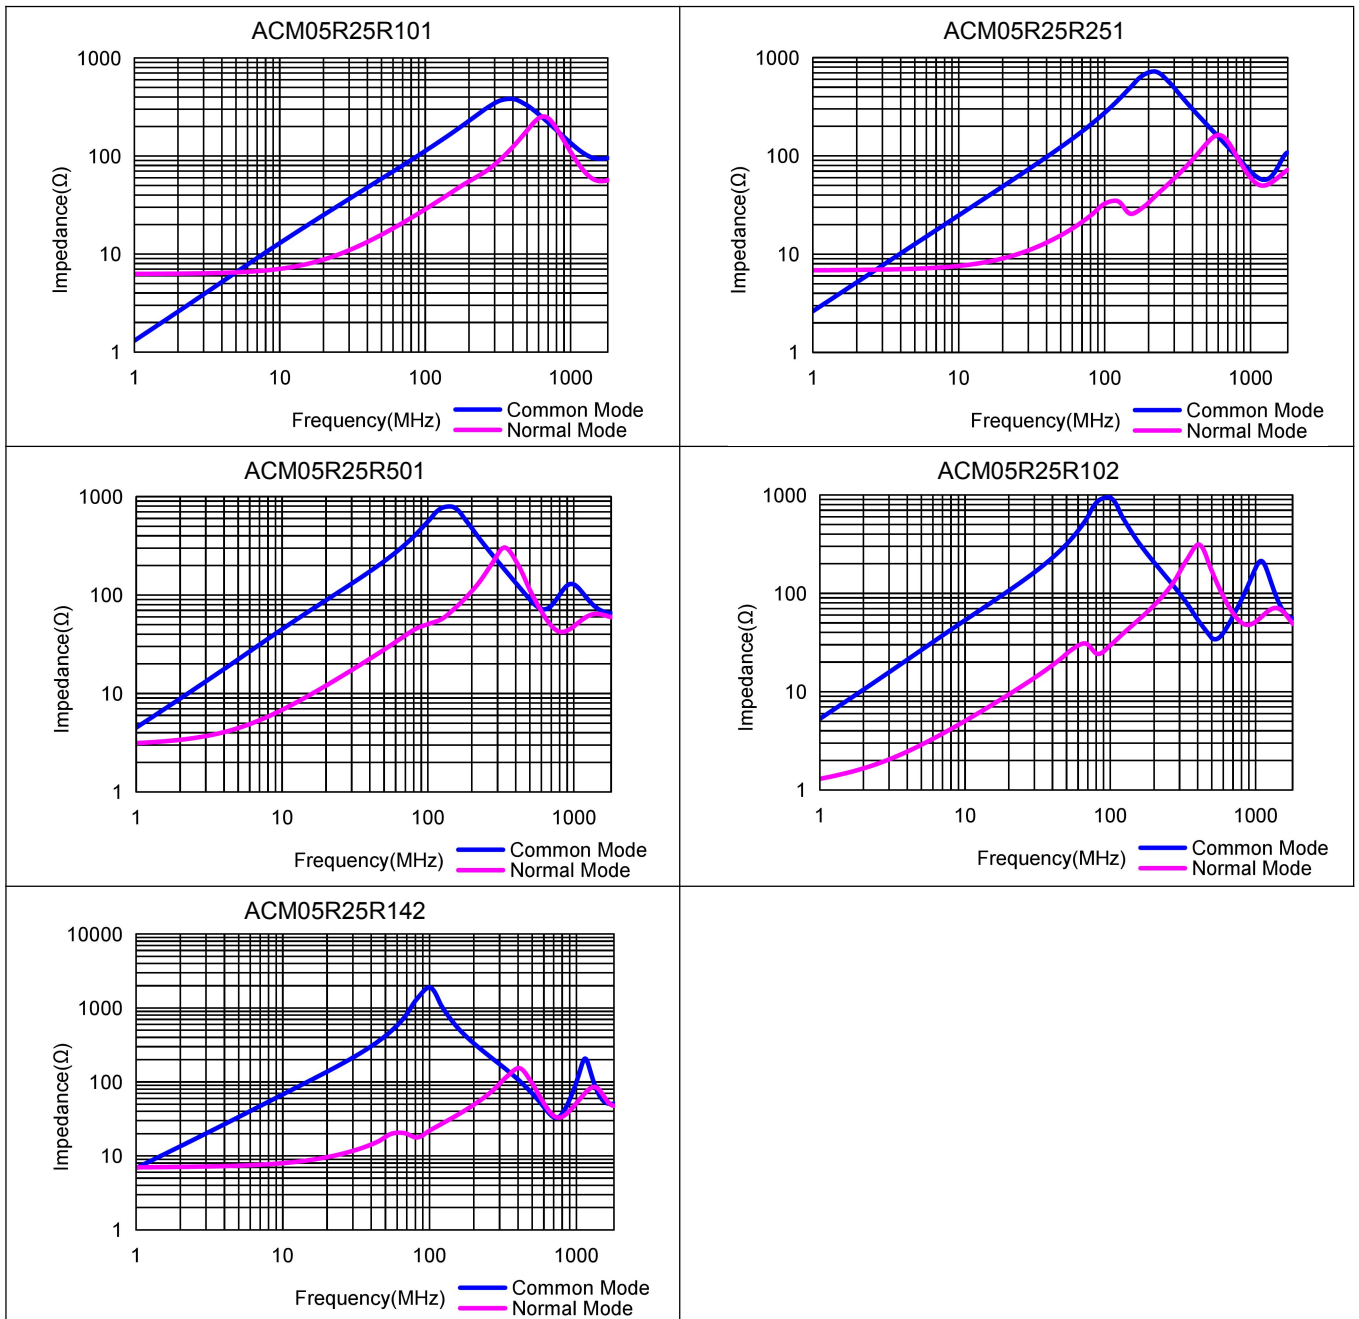 ACM05R25R101
1000
100
10
1
Impedance(Ω)
1 10 100 1000
Frequency(MHz)
Common Mode
Normal Mode
ACM05R25R251
1000
100
10
1
Impedance(Ω)
1 10 100 1000
Frequency(MHz)
Common Mode
Normal Mode
ACM05R25R501
1000
100
10
1
Impedance(Ω)
1 10 100 1000
Frequency(MHz)
Common Mode
Normal Mode
ACM05R25R102
1000
100
10
1
Impedance(Ω)
1 10 100 1000
Frequency(MHz)
Common Mode
Normal Mode
ACM05R25R142
10000
1000
100
10
1
Impedance(Ω)
1 10 100 1000
Frequency(MHz)
Common Mode
Normal Mode